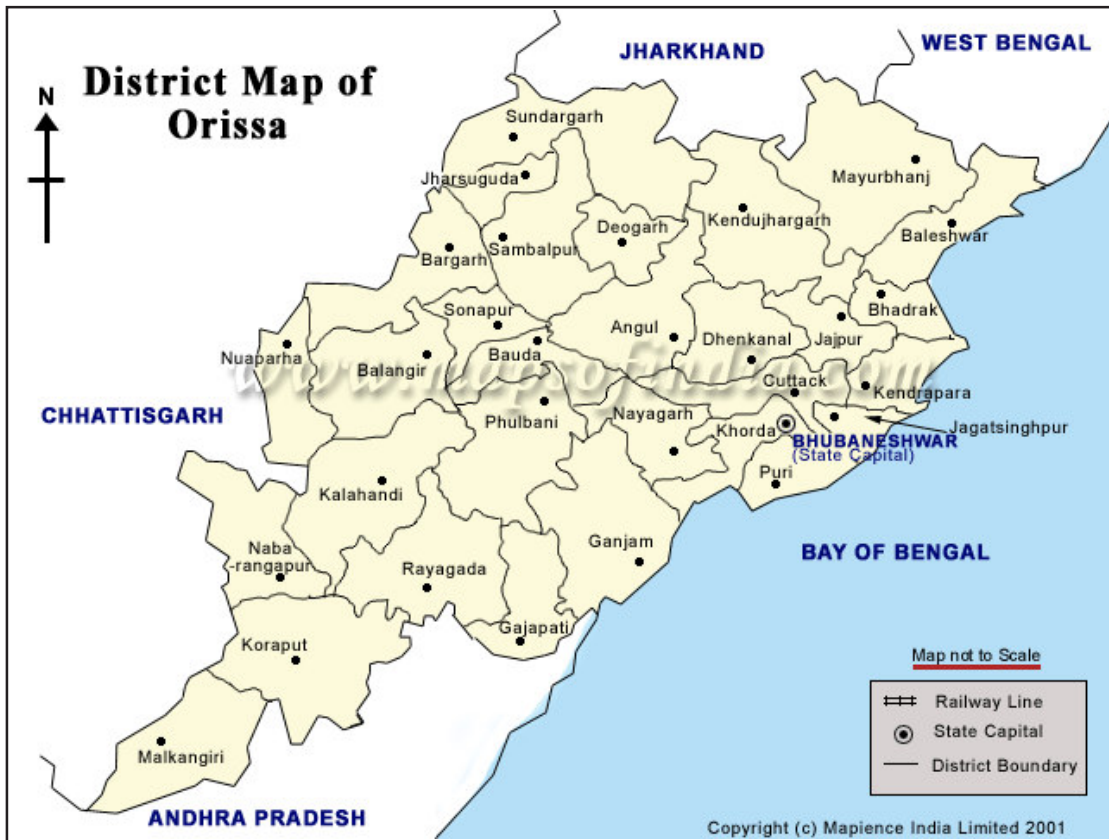 District Map of
Orissa
N
JHARKHAND
WEST BENGAL
Sundargarh
Jharsuguda
Mayurbhanj
Kendujhargarh
Deogarh
Sambalpur
Baleshwar
Bargarh
Sonapur
Bhadrak
Angul
Dhenkanal
Jajpur
Nuaparha
Bauda
Balangir
www.mapsofindia.com
Cuttack
Kendrapara
CHHATTISGARH
Phulbani
Nayagarh
Khorda
Jagatsinghpur
BHUBANESHWAR
(State Capital)
Puri
Kalahandi
Naba
-rangapur
Rayagada
Ganjam
BAY OF BENGAL
Gajapati
Koraput
Malkangiri
ANDHRA PRADESH
Map not to Scale
Railway Line
State Capital
District Boundary
Copyright (c) Mapience India Limited 2001